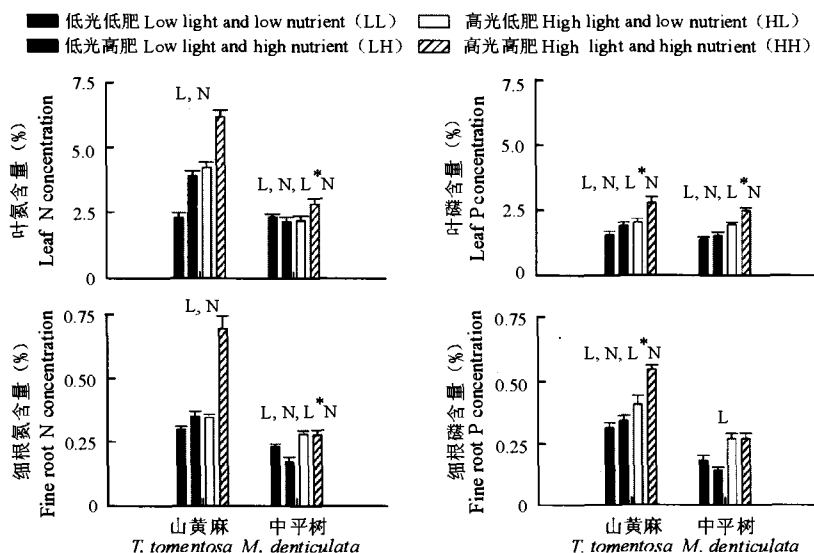 低光低肥 Low light and low nutrient（LL） 高光低肥 High light and low nutrient（HL）
低光高肥 Low light and high nutrient（LH） 高光高肥 High light and high nutrient（HH）
叶氮含量（%）
Leaf N concentration
7.5
5.0
2.5
0
L, N
L, N, L*N
叶磷含量（%）
Leaf P concentration
7.5
5.0
2.5
0
L, N, L*N
L, N, L*N
细根氮含量（%）
Fine root N concentration
0.75
0.50
0.25
0
L, N
L, N, L*N
山黄麻 中平树
T. tomentosa M. denticulata
细根磷含量（%）
Fine root P concentration
0.75
0.50
0.25
0
L, N, L*N
L
山黄麻 中平树
T. tomentosa M. denticulata